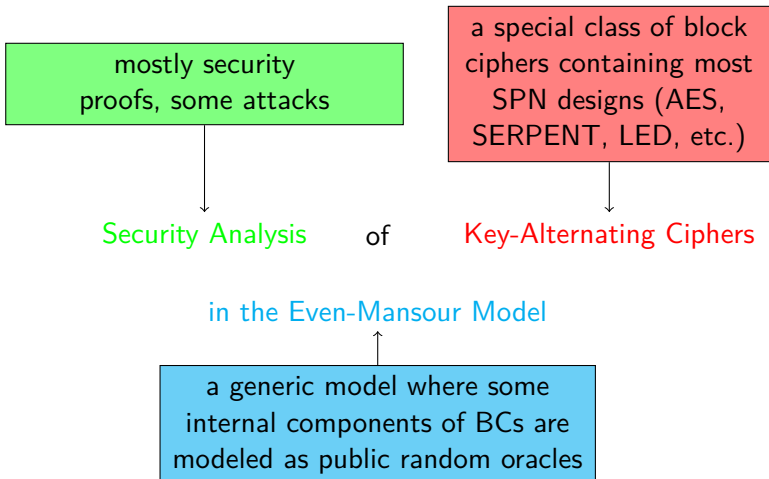 mostly security
proofs, some attacks
a special class of block
ciphers containing most
SPN designs (AES,
SERPENT, LED, etc.)
Security Analysis of Key-Alternating Ciphers
in the Even-Mansour Model
a generic model where some
internal components of BCs are
modeled as public random oracles